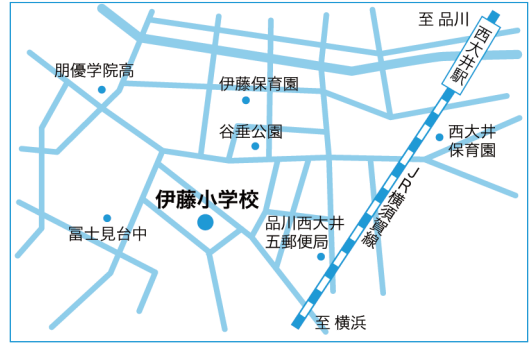 至 品川
西大井駅
朋優学院高
伊藤保育園
谷垂公園
西大井
保育園
JR横須賀線
伊藤小学校
品川西大井
五郵便局
冨士見台中
至 横浜